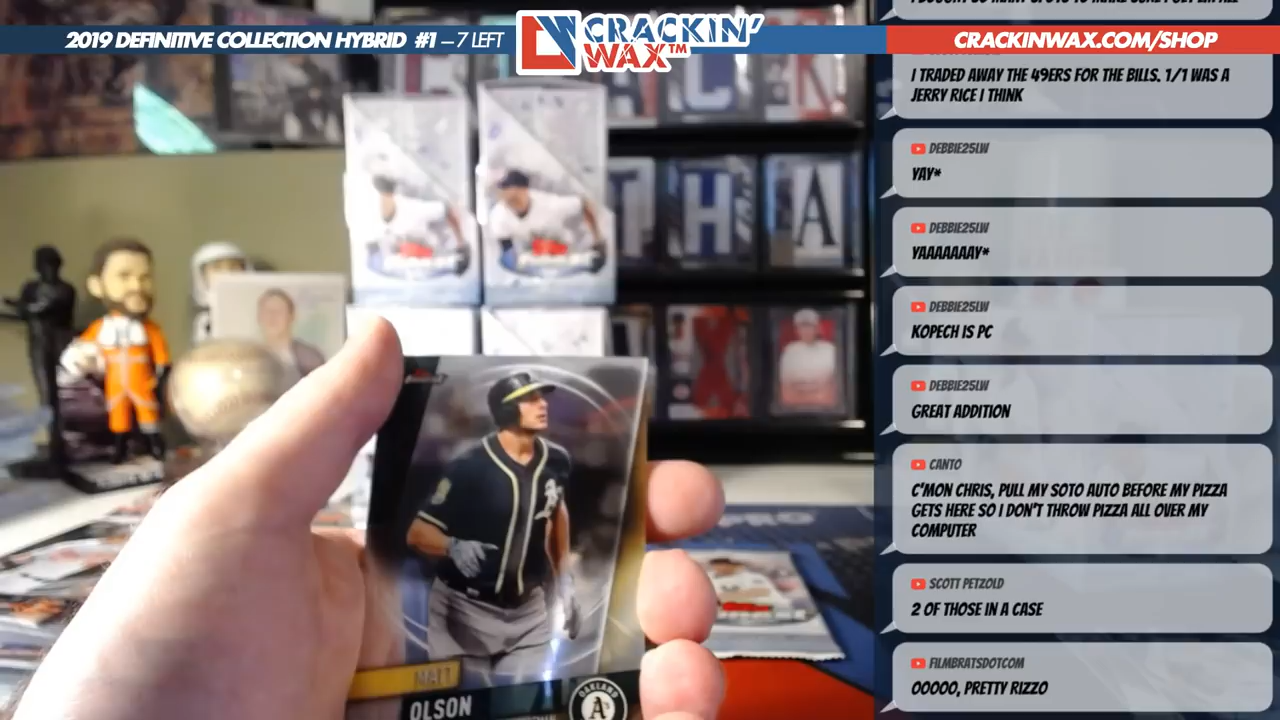 2019 DEFINITIVE COLLECTION HYBRID #1 – 7 LEFT
CRACKIN'
WAX™
CRACKINWAX.COM/SHOP
I TRADED AWAY THE 49ERS FOR THE BILLS. 1/1 WAS A
JERRY RICE I THINK
DEBBIE25LW
YAY*
DEBBIE25LW
YAAAAAAAY*
DEBBIE25LW
KOPECH IS PC
DEBBIE25LW
GREAT ADDITION
CANTO
C'MON CHRIS, PULL MY SOTO AUTO BEFORE MY PIZZA
GETS HERE SO I DON'T THROW PIZZA ALL OVER MY
COMPUTER
SCOTT PETZOLD
2 OF THOSE IN A CASE
FILMBRATSDOTCOM
OOOOO, PRETTY RIZZO
H
A
MATT
OLSON
OAKLAND
A's